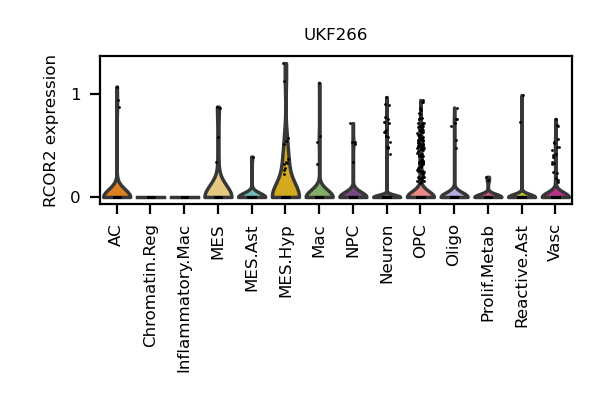 UKF266
RCOR2 expression
1
0
AC
Chromatin.Reg
Inflammatory.Mac
MES
MES.Ast
MES.Hyp
Mac
NPC
Neuron
OPC
Oligo
Prolif.Metab
Reactive.Ast
Vasc